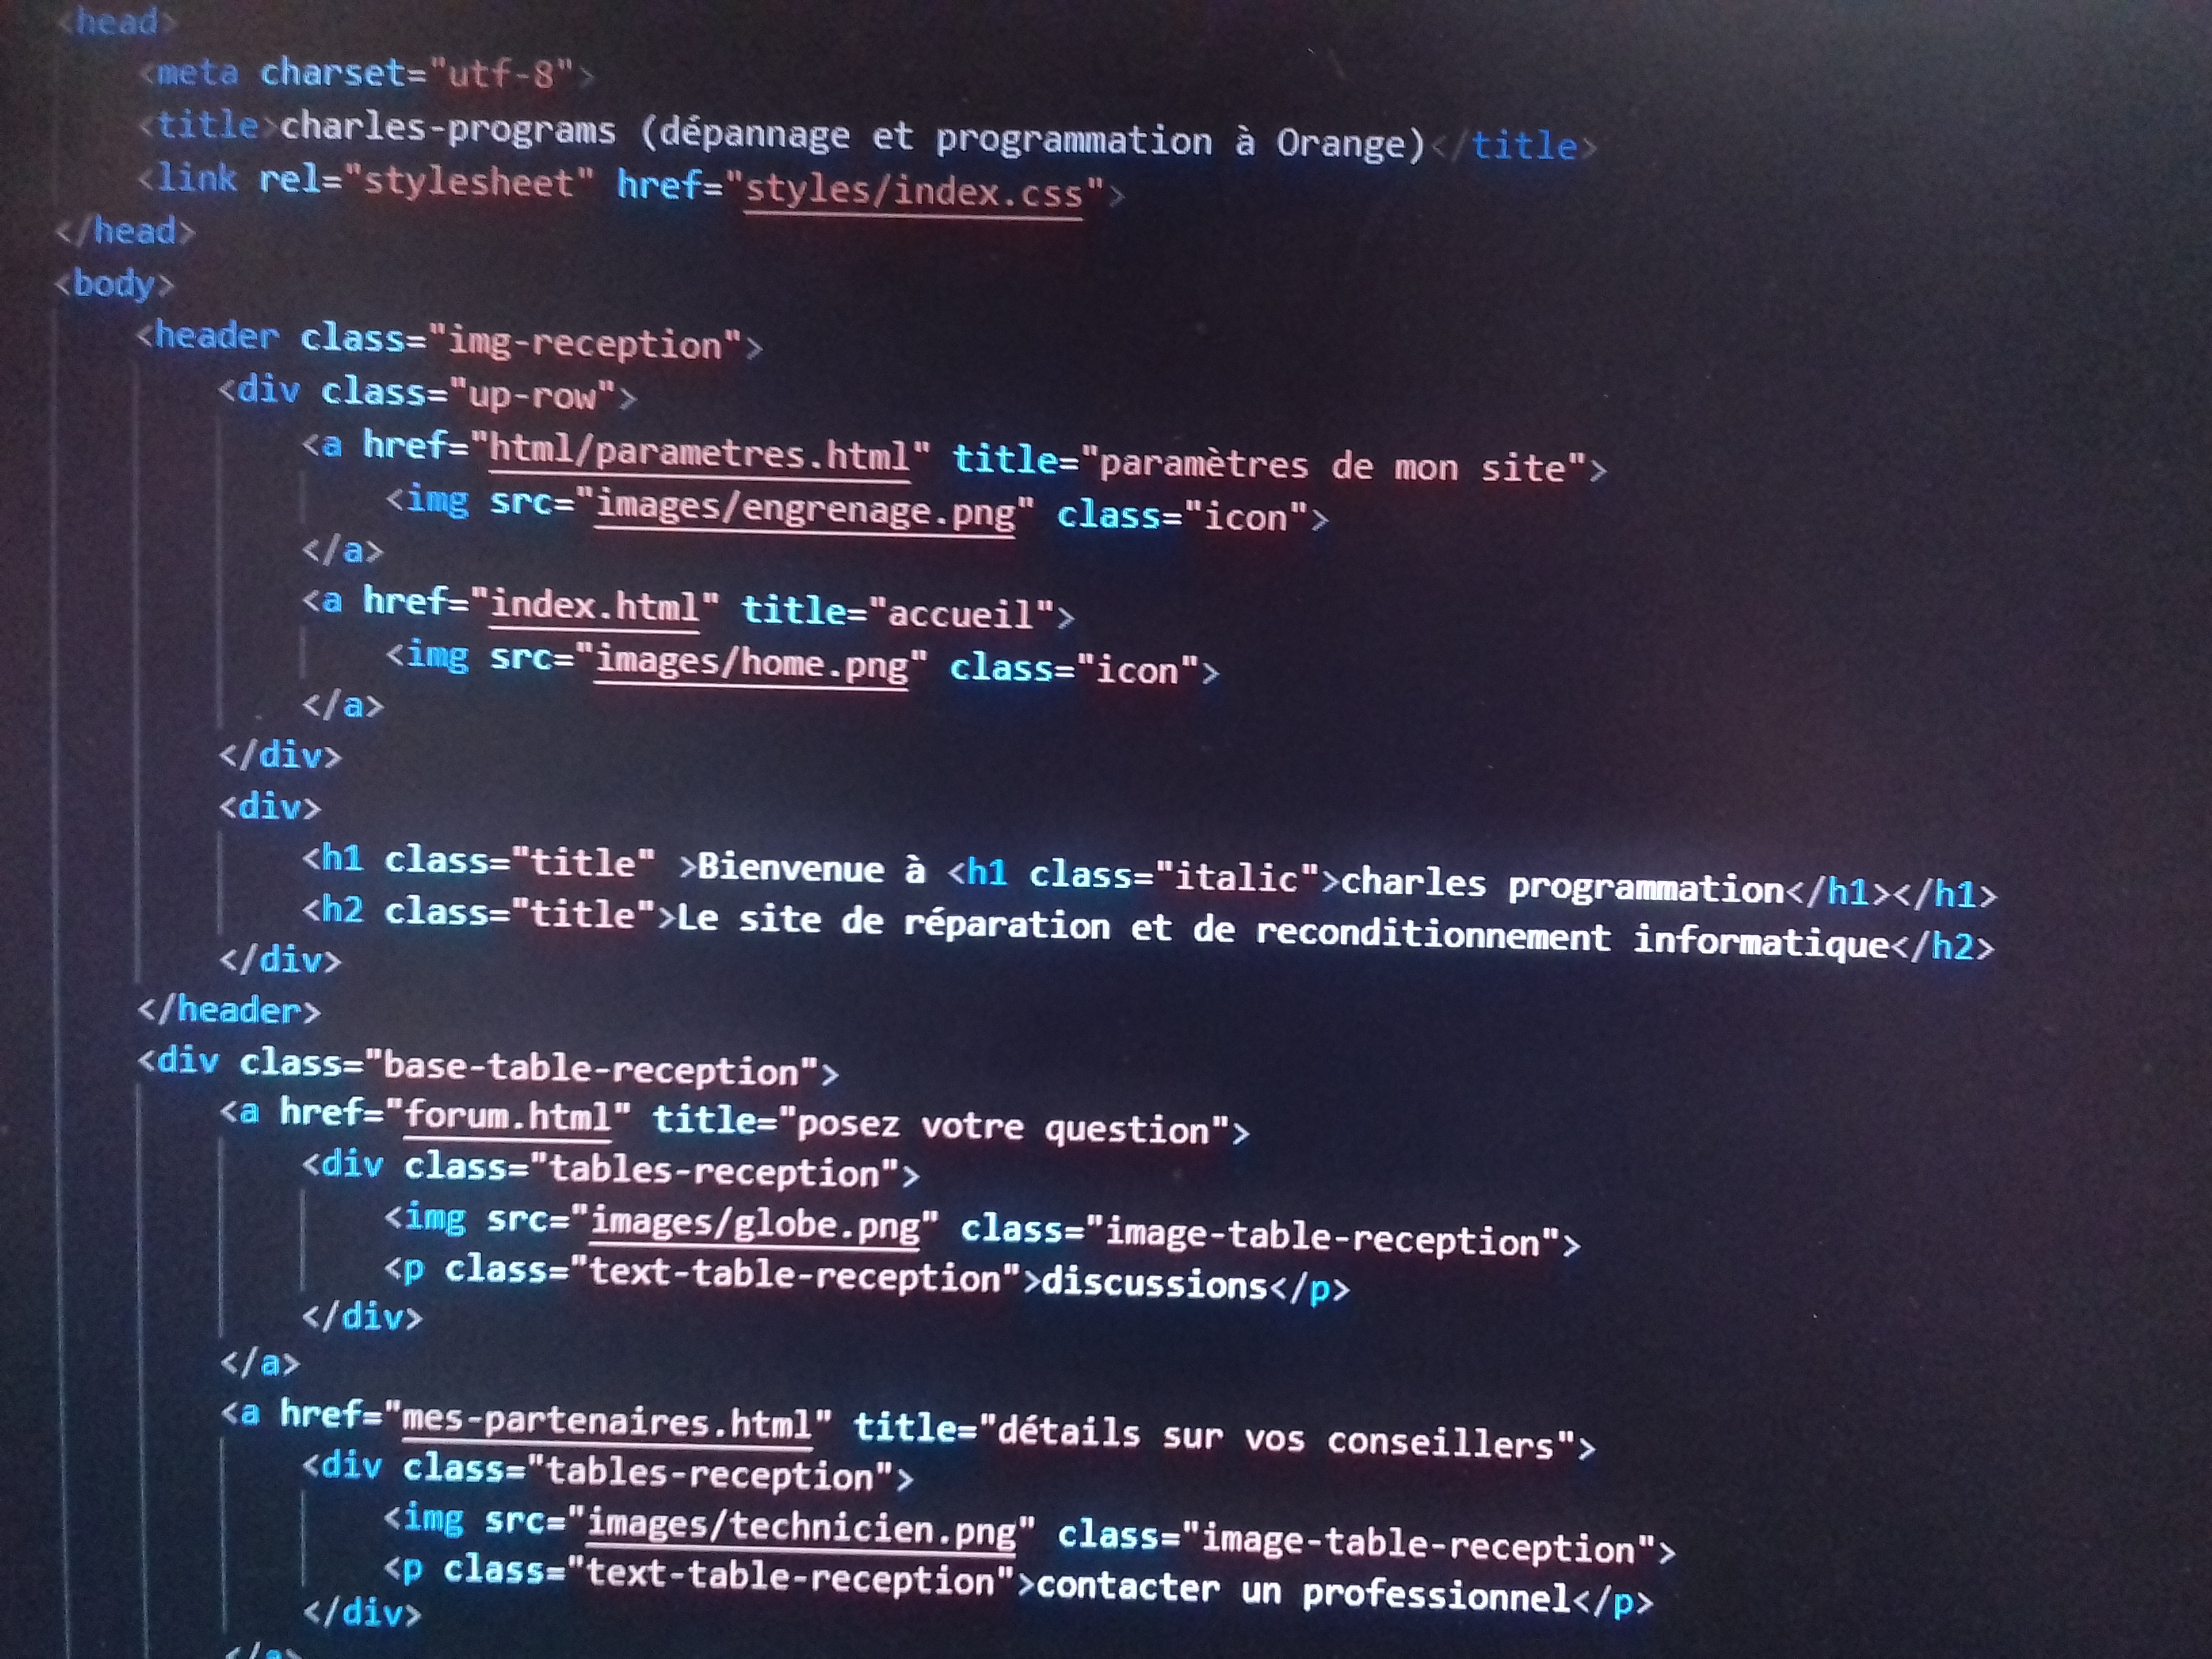 <head>
<meta charset="utf-8">
<title>charles-programs (dépannage et programmation à Orange)</title>
<link rel="stylesheet" href="styles/index.css">
</head>
<body>
<header class="img-reception">
<div class="up-row">
<a href="html/parametres.html" title="paramètres de mon site">
<img src="images/engrenage.png" class="icon">
</a>
<a href="index.html" title="accueil">
<img src="images/home.png" class="icon">
</a>
</div>
<div>
<h1 class="title" >Bienvenue à <h1 class="italic">charles programmation</h1></h1>
<h2 class="title">Le site de réparation et de reconditionnement informatique</h2>
</div>
</header>
<div class="base-table-reception">
<a href="forum.html" title="posez votre question">
<div class="tables-reception">
<img src="images/globe.png" class="image-table-reception">
<p class="text-table-reception">discussions</p>
</div>
</a>
<a href="mes-partenaires.html" title="détails sur vos conseillers">
<div class="tables-reception">
<img src="images/technicien.png" class="image-table-reception">
<p class="text-table-reception">contacter un professionnel</p>
</div>
</a>